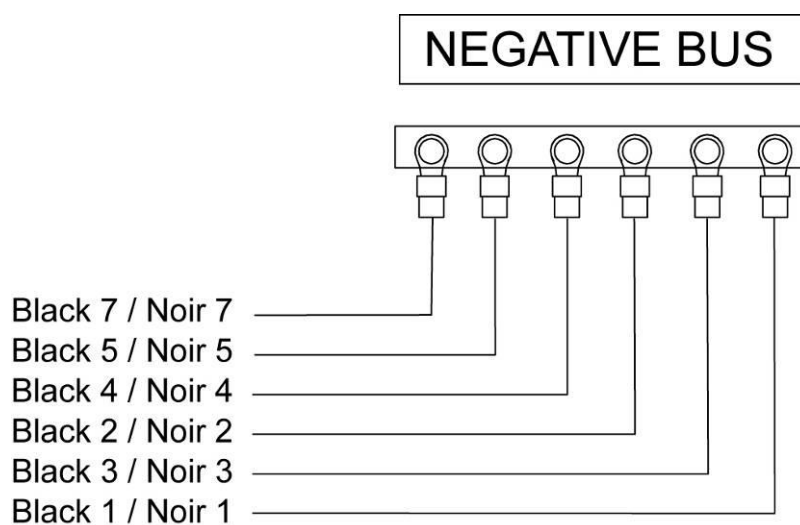 NEGATIVE BUS
Black 7 / Noir 7
Black 5 / Noir 5
Black 4 / Noir 4
Black 2 / Noir 2
Black 3 / Noir 3
Black 1 / Noir 1